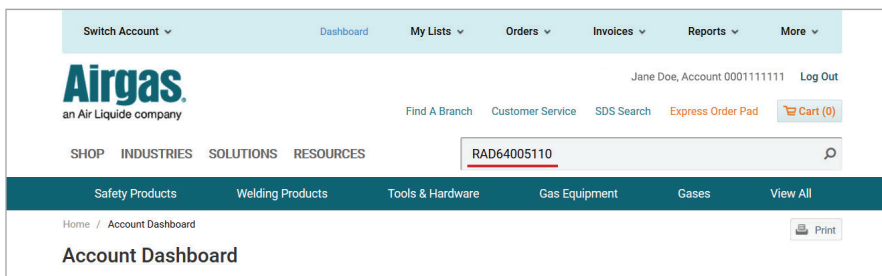 Switch Account Dashboard My Lists Orders Invoices Reports More
Airgas®
an Air Liquide company
Jane Doe, Account 0001111111 Log Out
Find A Branch Customer Service SDS Search Express Order Pad Cart (0)
SHOP INDUSTRIES SOLUTIONS RESOURCES RAD64005110
Safety Products Welding Products Tools & Hardware Gas Equipment Gases View All
Home / Account Dashboard
Print
Account Dashboard